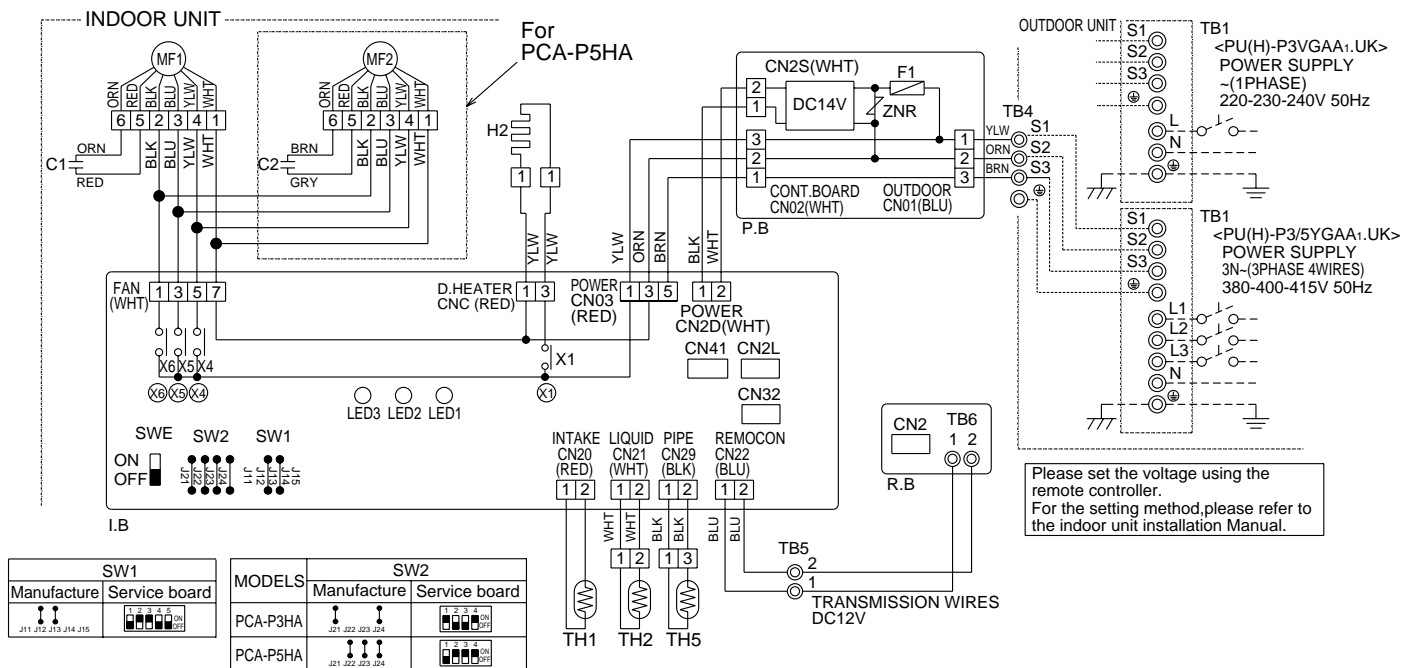 INDOOR UNIT
For
PCA-P5HA
MF1
ORN RED BLK BLU YLW WHT
6 5 2 3 4 1
C1
ORN
RED
BLK BLU YLW WHT
MF2
ORN RED BLK BLU YLW WHT
6 5 2 3 4 1
C2
BRN
GRY
BLK BLU YLW WHT
H2
1 1
YLW YLW
YLW ORN BRN
BLK WHT
CN2S(WHT)
2
1
DC14V
F1
ZNR
3
2
1
CONT.BOARD
CN02(WHT)
OUTDOOR
CN01(BLU)
1
2
3
P.B
YLW
ORN
BRN
TB4
S1
S2
S3
OUTDOOR UNIT
S1
S2
S3
L
N
TB1
<PU(H)-P3VGAA1.UK>
POWER SUPPLY
~(1PHASE)
220-230-240V 50Hz
S1
S2
S3
L1
L2
L3
N
TB1
<PU(H)-P3/5YGAA1.UK>
POWER SUPPLY
3N~(3PHASE 4WIRES)
380-400-415V 50Hz
FAN
(WHT)
1 3 5 7
D.HEATER
CNC (RED)
1 3
POWER
CN03
(RED)
1 3 5
1 2
POWER
CN2D(WHT)
X6 X5 X4
X6 X5 X4
X1
X1
CN41
CN2L
CN32
LED3 LED2 LED1
SWE
ON
OFF
SW2
J21 J22 J23 J24
SW1
J11 J12 J13 J14 J15
INTAKE
CN20
(RED)
1 2
LIQUID
CN21
(WHT)
1 2
PIPE
CN29
(BLK)
1 2
REMOCON
CN22
(BLU)
1 2
I.B
WHT WHT
BLK BLK
BLU BLU
1 2
1 3
TH1
TH2
TH5
TB5
2
1
TRANSMISSION WIRES
DC12V
CN2
TB6
1 2
R.B
Please set the voltage using the
remote controller.
For the setting method,please refer to
the indoor unit installation Manual.
SW1
Manufacture Service board
J11 J12 J13 J14 J15
1 2 3 4 5
ON
OFF
MODELS
SW2
Manufacture Service board
PCA-P3HA
J21 J22 J23 J24
1 2 3 4
ON
OFF
PCA-P5HA
J21 J22 J23 J24
1 2 3 4
ON
OFF